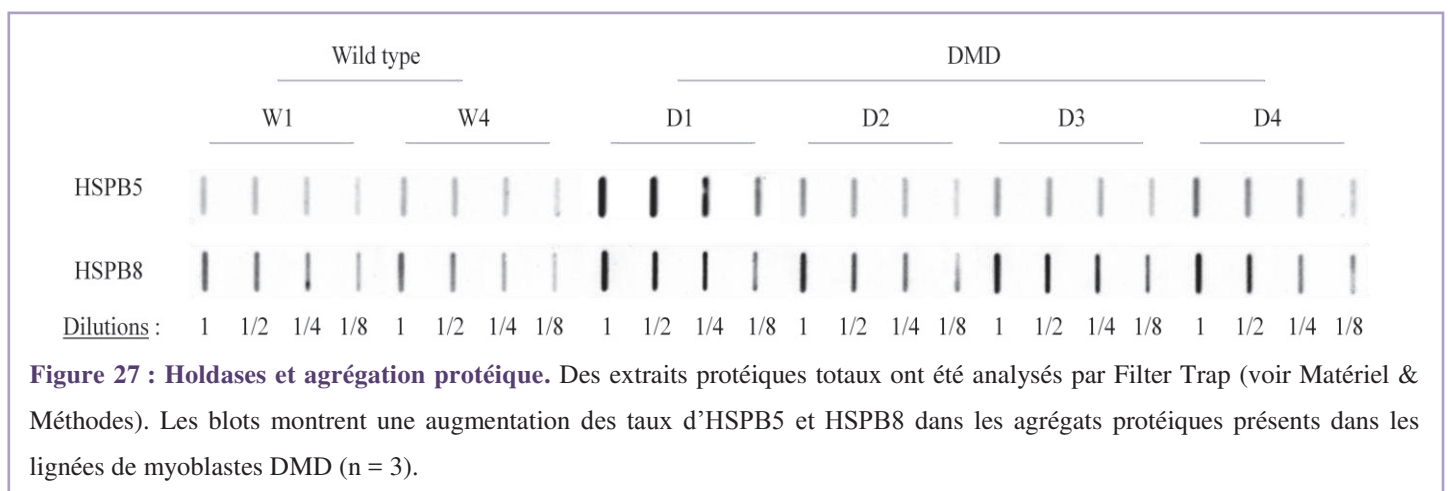 Wild type DMD
W1 W4 D1 D2 D3 D4
HSPB5
HSPB8
Dilutions : 1 1/2 1/4 1/8 1 1/2 1/4 1/8 1 1/2 1/4 1/8 1 1/2 1/4 1/8 1 1/2 1/4 1/8 1 1/2 1/4 1/8
Figure 27 : Holdases et agrégation protéique. Des extraits protéiques totaux ont été analysés par Filter Trap (voir Matériel &
Méthodes). Les blots montrent une augmentation des taux d’HSPB5 et HSPB8 dans les agrégats protéiques présents dans les
lignées de myoblastes DMD (n = 3).